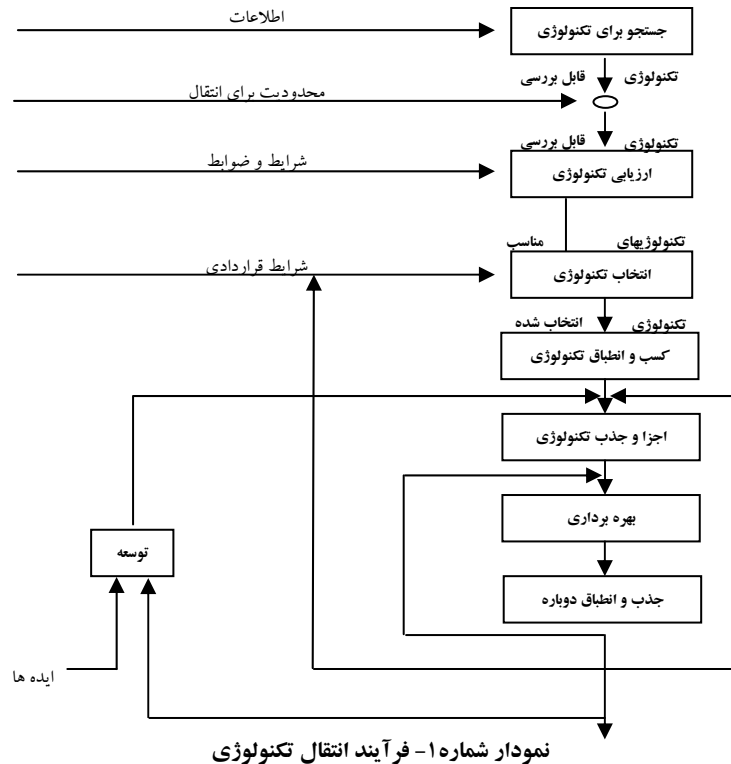 اطلاعات
جستجو برای تکنولوژی
تکنولوژی قابل بررسی
محدودیت برای انتقال
تکنولوژی قابل بررسی
شرایط و ضوابط
ارزیابی تکنولوژی
تکنولوژیهای مناسب
شرایط قراردادی
انتخاب تکنولوژی
تکنولوژی انتخاب شده
کسب و انطباق تکنولوژی
اجزا و جذب تکنولوژی
بهره برداری
توسعه
جذب و انطباق دوباره
ایده ها
نمودار شماره۱- فرآیند انتقال تکنولوژی